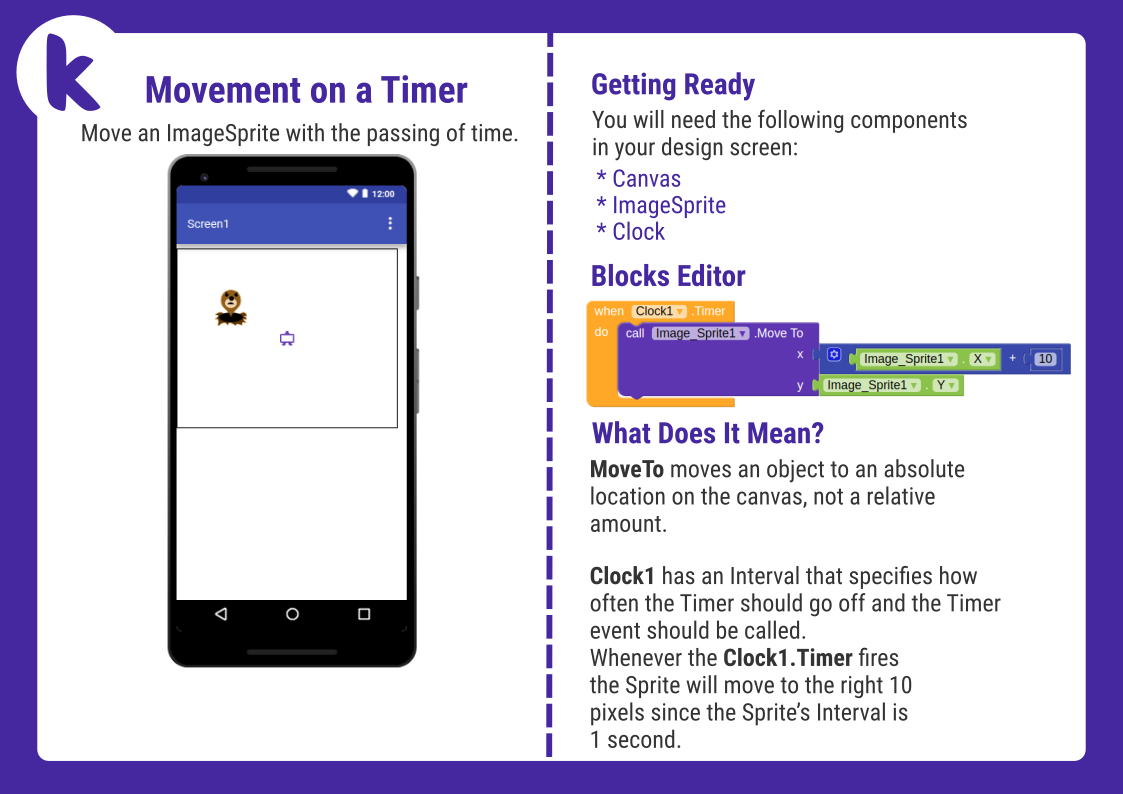 k
Movement on a Timer
Move an ImageSprite with the passing of time.
12:00
Screen1
Getting Ready
You will need the following components
in your design screen:
* Canvas
* ImageSprite
* Clock
Blocks Editor
when Clock1 .Timer
do call Image_Sprite1 .Move To
x Image_Sprite1 . X + 10
y Image_Sprite1 . Y
What Does It Mean?
MoveTo moves an object to an absolute
location on the canvas, not a relative
amount.
Clock1 has an Interval that specifies how
often the Timer should go off and the Timer
event should be called.
Whenever the Clock1.Timer fires
the Sprite will move to the right 10
pixels since the Sprite’s Interval is
1 second.